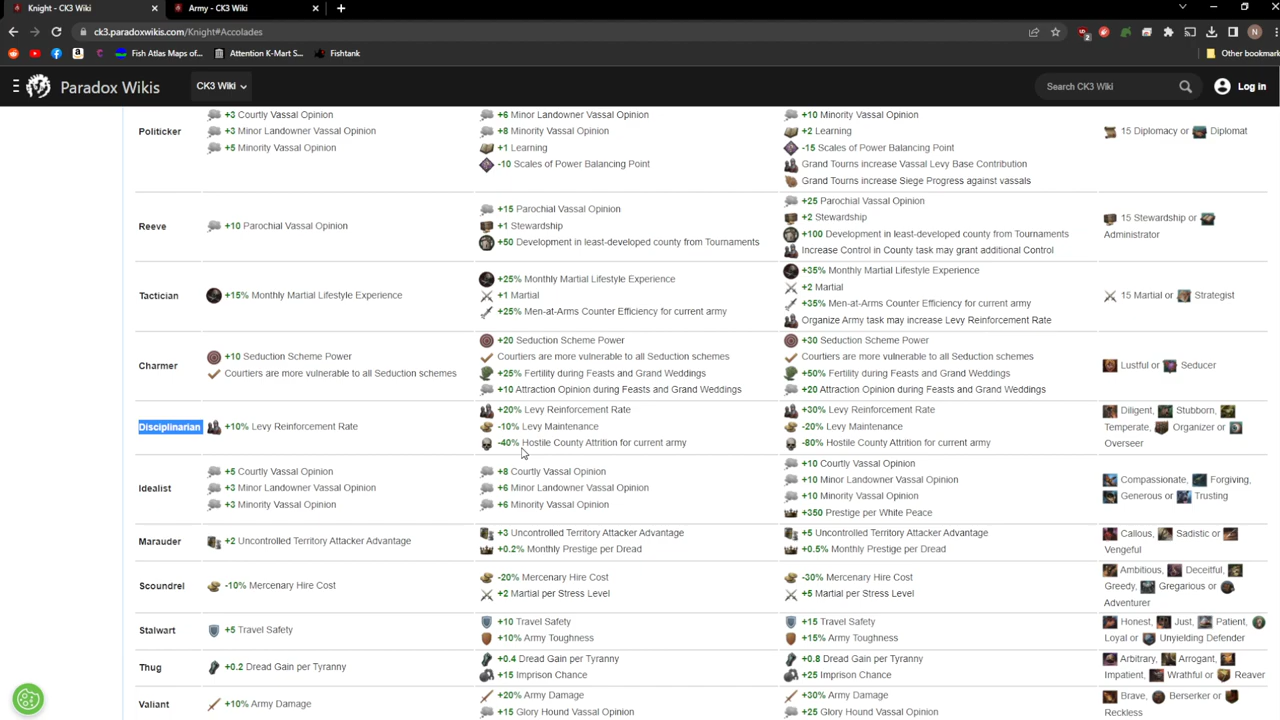 Knight - CK3 Wiki
Army - CK3 Wiki
ck3.paradoxwikis.com/Knight#Accolades
Fish Atlas Maps of...
Attention K-Mart S...
Fishtank
Other bookmark
Paradox Wikis
CK3 Wiki
Search CK3 Wiki
Log in
Politicker
+3 Courtly Vassal Opinion
+3 Minor Landowner Vassal Opinion
+5 Minority Vassal Opinion
+6 Minor Landowner Vassal Opinion
+8 Minority Vassal Opinion
+1 Learning
-10 Scales of Power Balancing Point
+10 Minority Vassal Opinion
+2 Learning
-15 Scales of Power Balancing Point
Grand Tours increase Vassal Levy Base Contribution
Grand Tours increase Siege Progress against vassals
15 Diplomacy or Diplomat
Reeve
+10 Parochial Vassal Opinion
+15 Parochial Vassal Opinion
+1 Stewardship
+50 Development in least-developed county from Tournaments
+25 Parochial Vassal Opinion
+2 Stewardship
+100 Development in least-developed county from Tournaments
Increase Control in County task may grant additional Control
15 Stewardship or
Administrator
Tactician
+15% Monthly Martial Lifestyle Experience
+25% Monthly Martial Lifestyle Experience
+1 Martial
+25% Men-at-Arms Counter Efficiency for current army
+35% Monthly Martial Lifestyle Experience
+2 Martial
+35% Men-at-Arms Counter Efficiency for current army
Organize Army task may increase Levy Reinforcement Rate
15 Martial or Strategist
Charmer
+10 Seduction Scheme Power
Courtiers are more vulnerable to all Seduction schemes
+20 Seduction Scheme Power
Courtiers are more vulnerable to all Seduction schemes
+25% Fertility during Feasts and Grand Weddings
+10 Attraction Opinion during Feasts and Grand Weddings
+30 Seduction Scheme Power
Courtiers are more vulnerable to all Seduction schemes
+50% Fertility during Feasts and Grand Weddings
+20 Attraction Opinion during Feasts and Grand Weddings
Lustful or Seducer
Disciplinarian
+10% Levy Reinforcement Rate
+20% Levy Reinforcement Rate
-10% Levy Maintenance
-40% Hostile County Attrition for current army
+30% Levy Reinforcement Rate
-20% Levy Maintenance
-80% Hostile County Attrition for current army
Diligent, Stubborn,
Temperate, Organizer or
Overseer
Idealist
+5 Courtly Vassal Opinion
+3 Minor Landowner Vassal Opinion
+3 Minority Vassal Opinion
+8 Courtly Vassal Opinion
+6 Minor Landowner Vassal Opinion
+6 Minority Vassal Opinion
+10 Courtly Vassal Opinion
+10 Minor Landowner Vassal Opinion
+10 Minority Vassal Opinion
+350 Prestige per White Peace
Compassionate, Forgiving,
Generous or Trusting
Marauder
+2 Uncontrolled Territory Attacker Advantage
+3 Uncontrolled Territory Attacker Advantage
+0.2% Monthly Prestige per Dread
+5 Uncontrolled Territory Attacker Advantage
+0.5% Monthly Prestige per Dread
Callous, Sadistic or
Vengeful
Scoundrel
-10% Mercenary Hire Cost
-20% Mercenary Hire Cost
+2 Martial per Stress Level
-30% Mercenary Hire Cost
+5 Martial per Stress Level
Ambitious, Deceitful,
Greedy, Gregarious or
Adventurer
Stalwart
+5 Travel Safety
+10 Travel Safety
+10% Army Toughness
+15 Travel Safety
+15% Army Toughness
Honest, Just, Patient,
Loyal or Unyielding Defender
Thug
+0.2 Dread Gain per Tyranny
+0.4 Dread Gain per Tyranny
+15 Imprison Chance
+0.8 Dread Gain per Tyranny
+25 Imprison Chance
Arbitrary, Arrogant,
Impatient, Wrathful or Reaver
Valiant
+10% Army Damage
+20% Army Damage
+15 Glory Hound Vassal Opinion
+30% Army Damage
+25 Glory Hound Vassal Opinion
Brave, Berserker or
Reckless